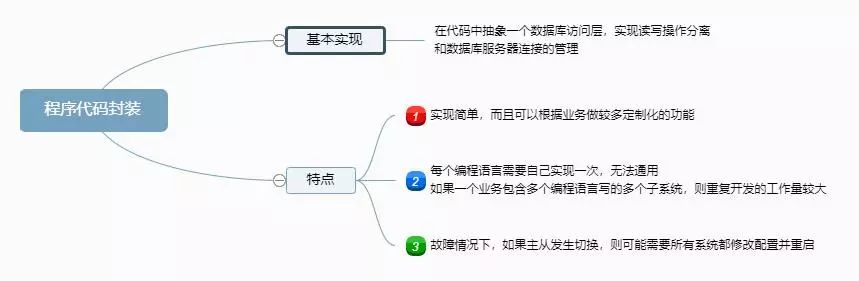 程序代码封装
基本实现
在代码中抽象一个数据库访问层，实现读写操作分离
和数据库服务器连接的管理
特点
1 实现简单，而且可以根据业务做较多定制化的功能
2 每个编程语言需要自己实现一次，无法通用
如果一个业务包含多个编程语言写的多个子系统，则重复开发的工作量较大
3 故障情况下，如果主从发生切换，则可能需要所有系统都修改配置并重启